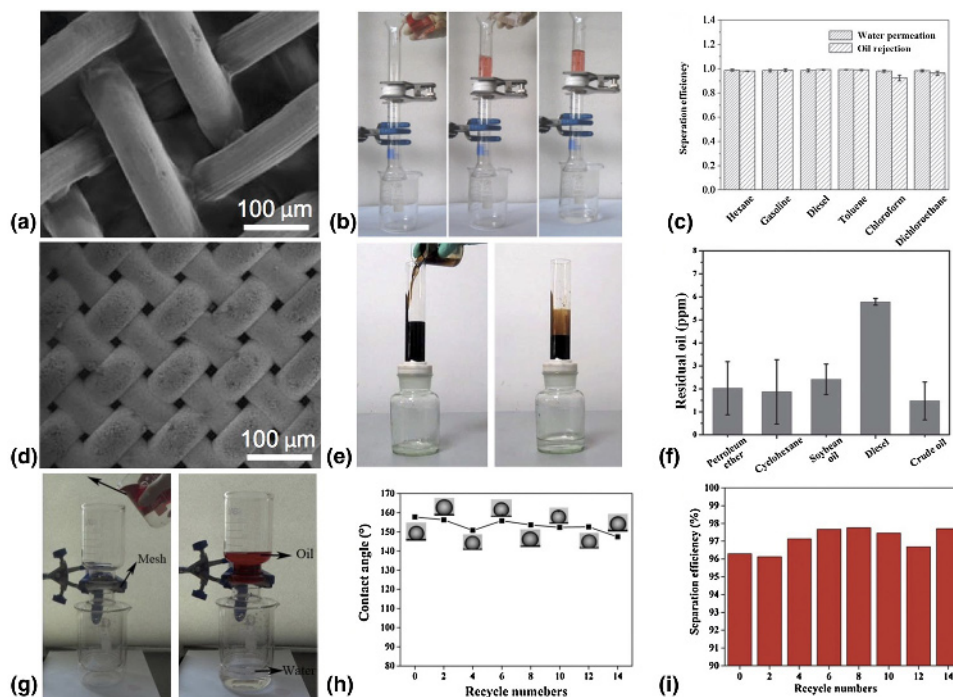 100 µm
(a)
(b)
Seperation efficiency
1.4
1.2
1.0
0.8
0.6
0.4
0.2
0.0
Water permeation
Oil rejection
Hexane
Gasoline
Diesel
Toluene
Chloroform
Dichloroethane
(c)
100 µm
(d)
(e)
Residual oil (ppm)
8
7
6
5
4
3
2
1
0
Petroleum
ether
Cyelohexane
Soybean
oil
Diesel
Crude oil
(f)
Mesh
Oil
Water
(g)
Contact angle (°)
170
160
150
140
130
120
110
100
90
80
0 2 4 6 8 10 12 14
Recycle numebers
(h)
Separation efficiency (%)
100
99
98
97
96
95
94
93
92
91
90
0 2 4 6 8 10 12 14
Recycle numbers
(i)